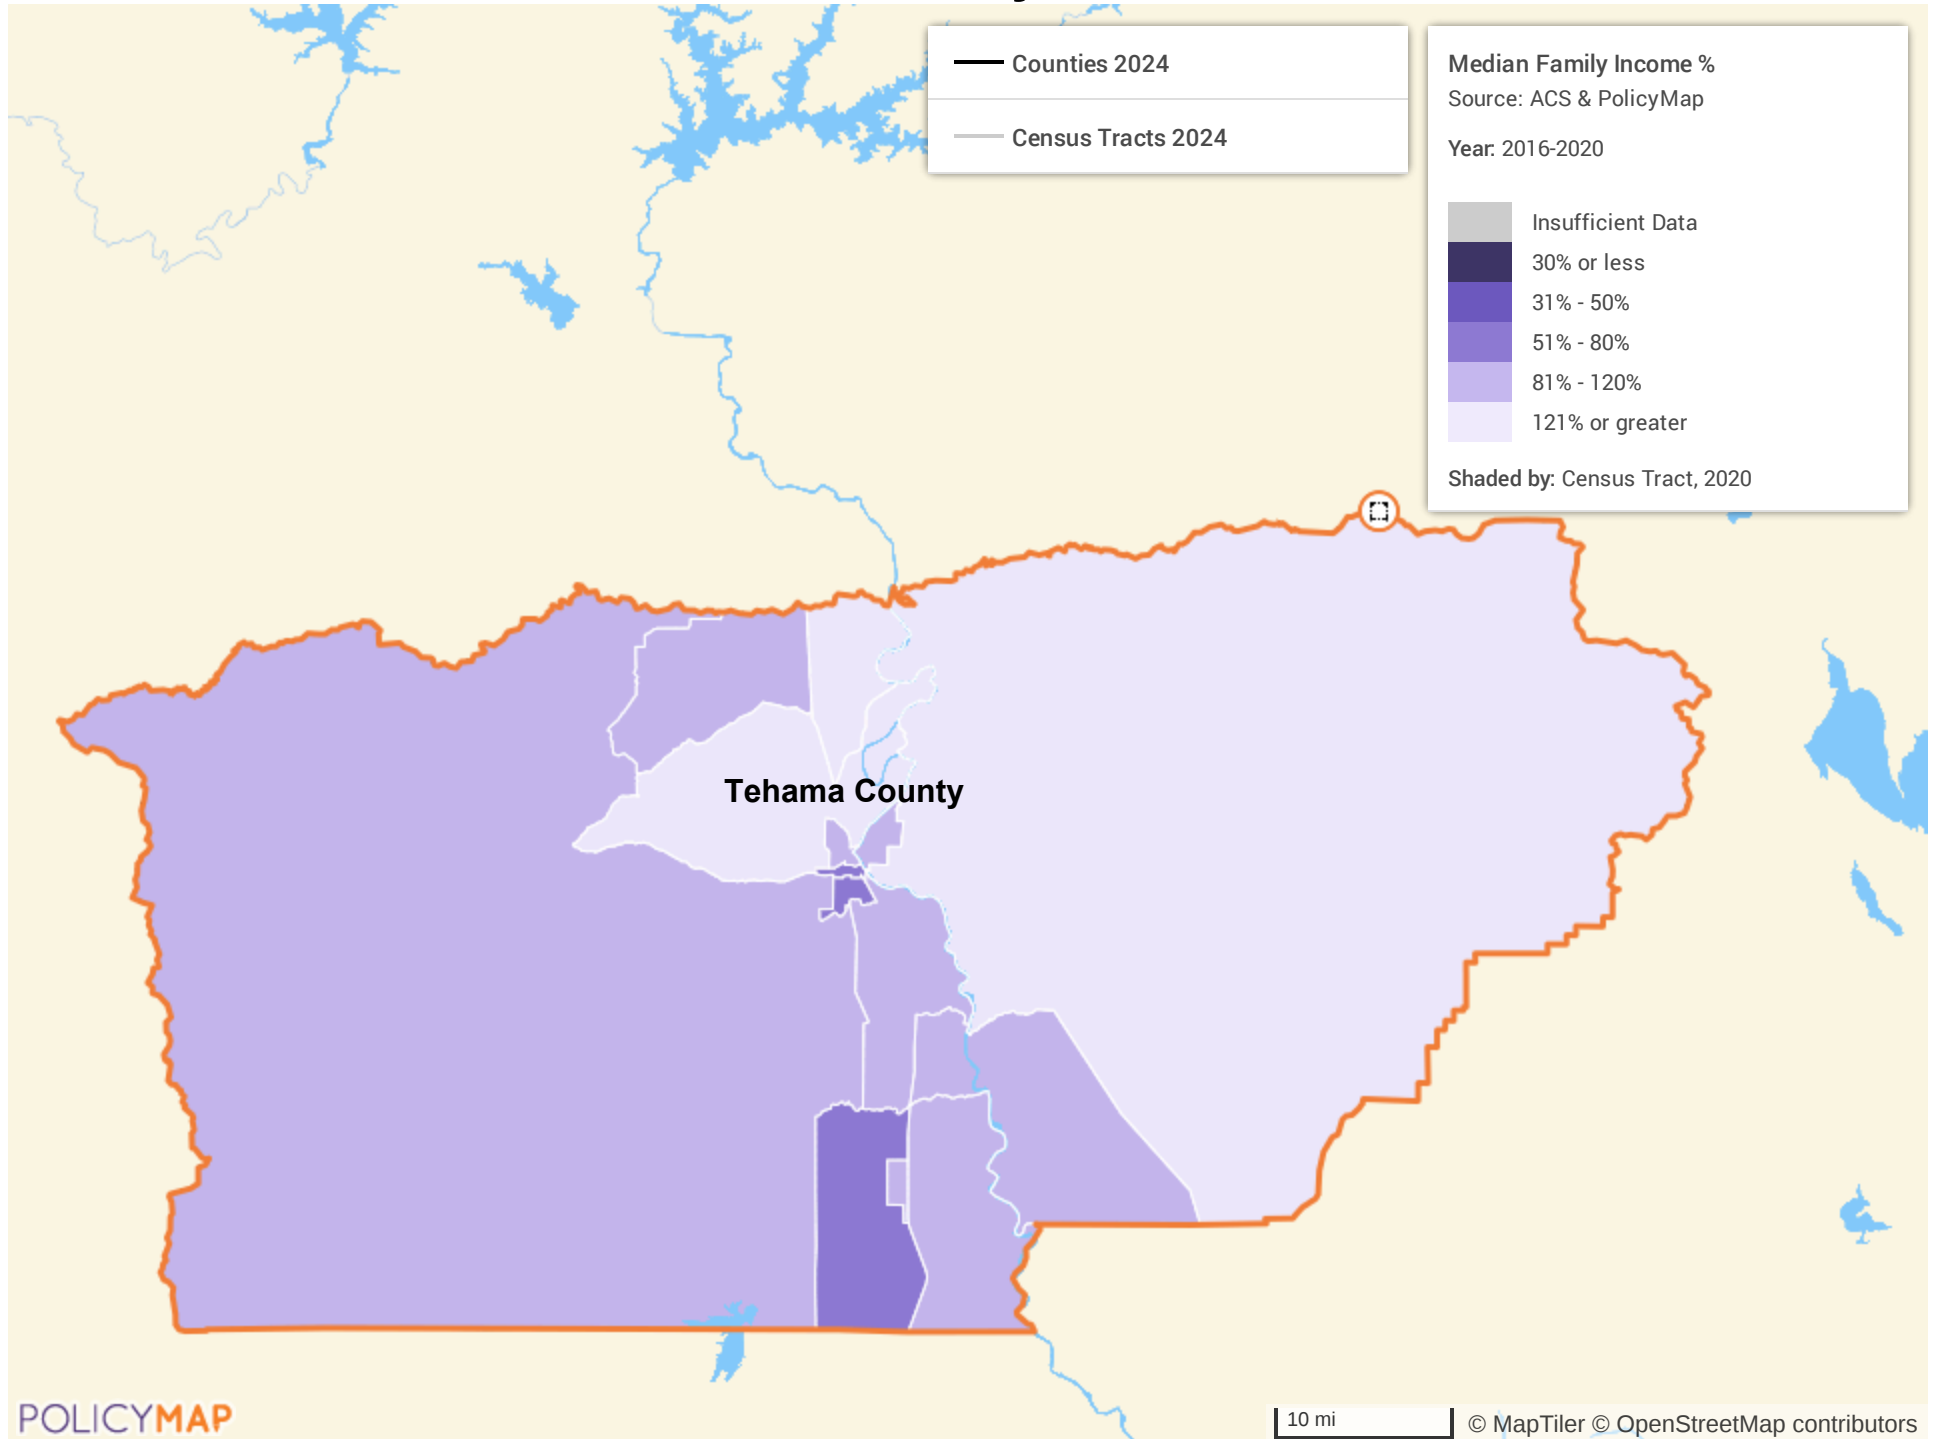 Counties 2024
Census Tracts 2024
Median Family Income %
Source: ACS & PolicyMap
Year: 2016-2020
Insufficient Data
30% or less
31% - 50%
51% - 80%
81% - 120%
121% or greater
Shaded by: Census Tract, 2020
Tehama County
POLICYMAP
10 mi
© MapTiler © OpenStreetMap contributors